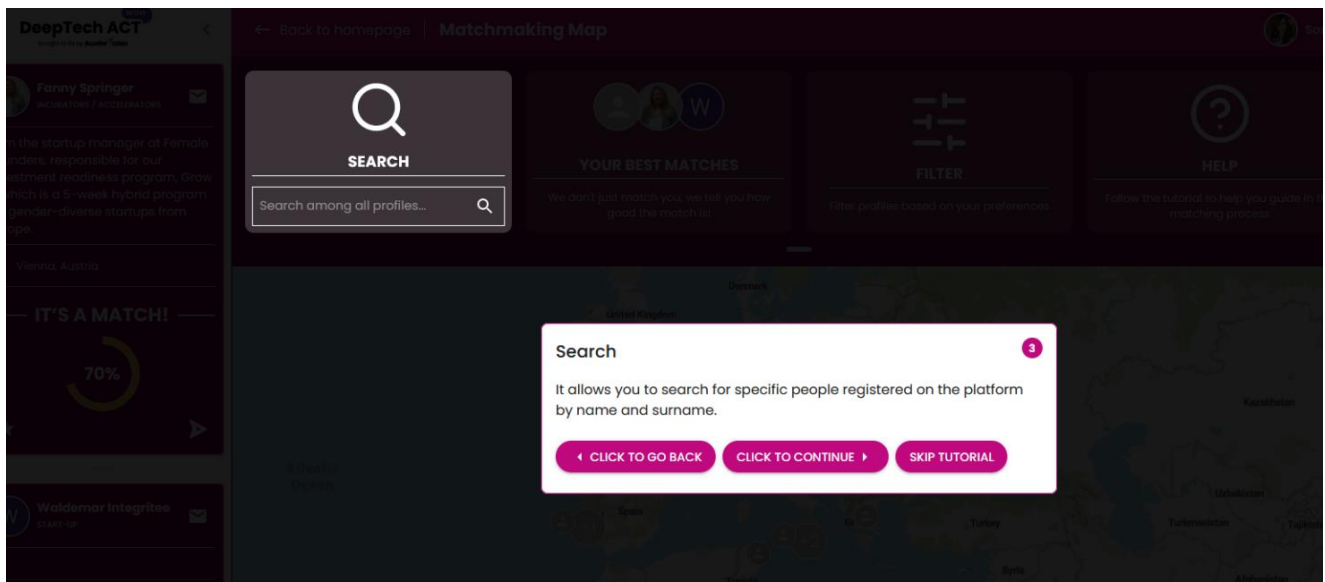 DeepTech ACT
Back to homepage
Matchmaking Map
Fanny Springer
INCUBATORS / ACCELERATORS
the startup manager at Female
responsible for our
readiness program, Grow
which is a 5-week hybrid program
gender-diverse startups from
Vienna, Austria
IT'S A MATCH!
70%
Waldemar Integritee
START-UP
SEARCH
Search among all profiles...
W
YOUR BEST MATCHES
We don't just match you, we tell you how
good the match is!
FILTER
Filter profiles based on your preferences
HELP
Follow the tutorial to help you guide in
matching process
Denmark
United Kingdom
Kazakhstan
Search
3
It allows you to search for specific people registered on the platform
by name and surname.
CLICK TO GO BACK
CLICK TO CONTINUE
SKIP TUTORIAL
Atlantic
Ocean
Spain
Turkey
Uzbekistan
Turkmenistan
Syria